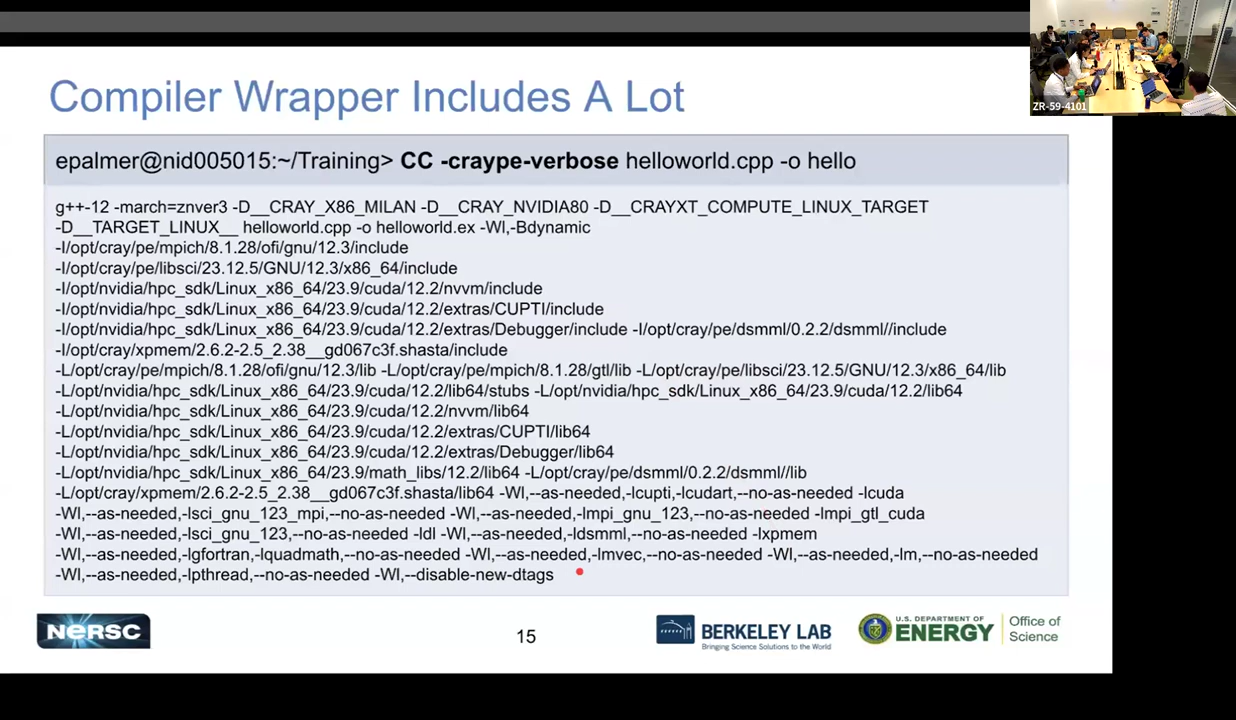 ZR-59-4101
Compiler Wrapper Includes A Lot
epalmer@nid005015:~/Training> CC -craype-verbose helloworld.cpp -o hello
g++-12 -march=znver3 -D__CRAY_X86_MILAN -D__CRAY_NVIDIA80 -D__CRAYXT_COMPUTE_LINUX_TARGET
-D__TARGET_LINUX__ helloworld.cpp -o helloworld.ex -Wl,-Bdynamic
-I/opt/cray/pe/mpich/8.1.28/ofi/gnu/12.3/include
-I/opt/cray/pe/libsci/23.12.5/GNU/12.3/x86_64/include
-I/opt/nvidia/hpc_sdk/Linux_x86_64/23.9/cuda/12.2/nvvm/include
-I/opt/nvidia/hpc_sdk/Linux_x86_64/23.9/cuda/12.2/extras/CUPTI/include
-I/opt/nvidia/hpc_sdk/Linux_x86_64/23.9/cuda/12.2/extras/Debugger/include -I/opt/cray/pe/dsmml/0.2.2/dsmml//include
-I/opt/cray/xpmem/2.6.2-2.5_2.38__gd067c3f.shasta/include
-L/opt/cray/pe/mpich/8.1.28/ofi/gnu/12.3/lib -L/opt/cray/pe/mpich/8.1.28/gtl/lib -L/opt/cray/pe/libsci/23.12.5/GNU/12.3/x86_64/lib
-L/opt/nvidia/hpc_sdk/Linux_x86_64/23.9/cuda/12.2/lib64/stubs -L/opt/nvidia/hpc_sdk/Linux_x86_64/23.9/cuda/12.2/lib64
-L/opt/nvidia/hpc_sdk/Linux_x86_64/23.9/cuda/12.2/nvvm/lib64
-L/opt/nvidia/hpc_sdk/Linux_x86_64/23.9/cuda/12.2/extras/CUPTI/lib64
-L/opt/nvidia/hpc_sdk/Linux_x86_64/23.9/cuda/12.2/extras/Debugger/lib64
-L/opt/nvidia/hpc_sdk/Linux_x86_64/23.9/math_libs/12.2/lib64 -L/opt/cray/pe/dsmml/0.2.2/dsmml//lib
-L/opt/cray/xpmem/2.6.2-2.5_2.38__gd067c3f.shasta/lib64 -Wl,--as-needed,-lcupti,-lcudart,--no-as-needed -lcuda
-Wl,--as-needed,-lsci_gnu_123_mpi,--no-as-needed -Wl,--as-needed,-lmpi_gnu_123,--no-as-needed -lmpi_gtl_cuda
-Wl,--as-needed,-lsci_gnu_123,--no-as-needed -ldl -Wl,--as-needed,-ldsmml,--no-as-needed -lxpmem
-Wl,--as-needed,-lgfortran,-lquadmath,--no-as-needed -Wl,--as-needed,-lmvec,--no-as-needed -Wl,--as-needed,-lm,--no-as-needed
-Wl,--as-needed,-lpthread,--no-as-needed -Wl,--disable-new-dtags
NERSC
15
BERKELEY LAB
Bringing Science Solutions to the World
U.S. DEPARTMENT OF
ENERGY
Office of
Science